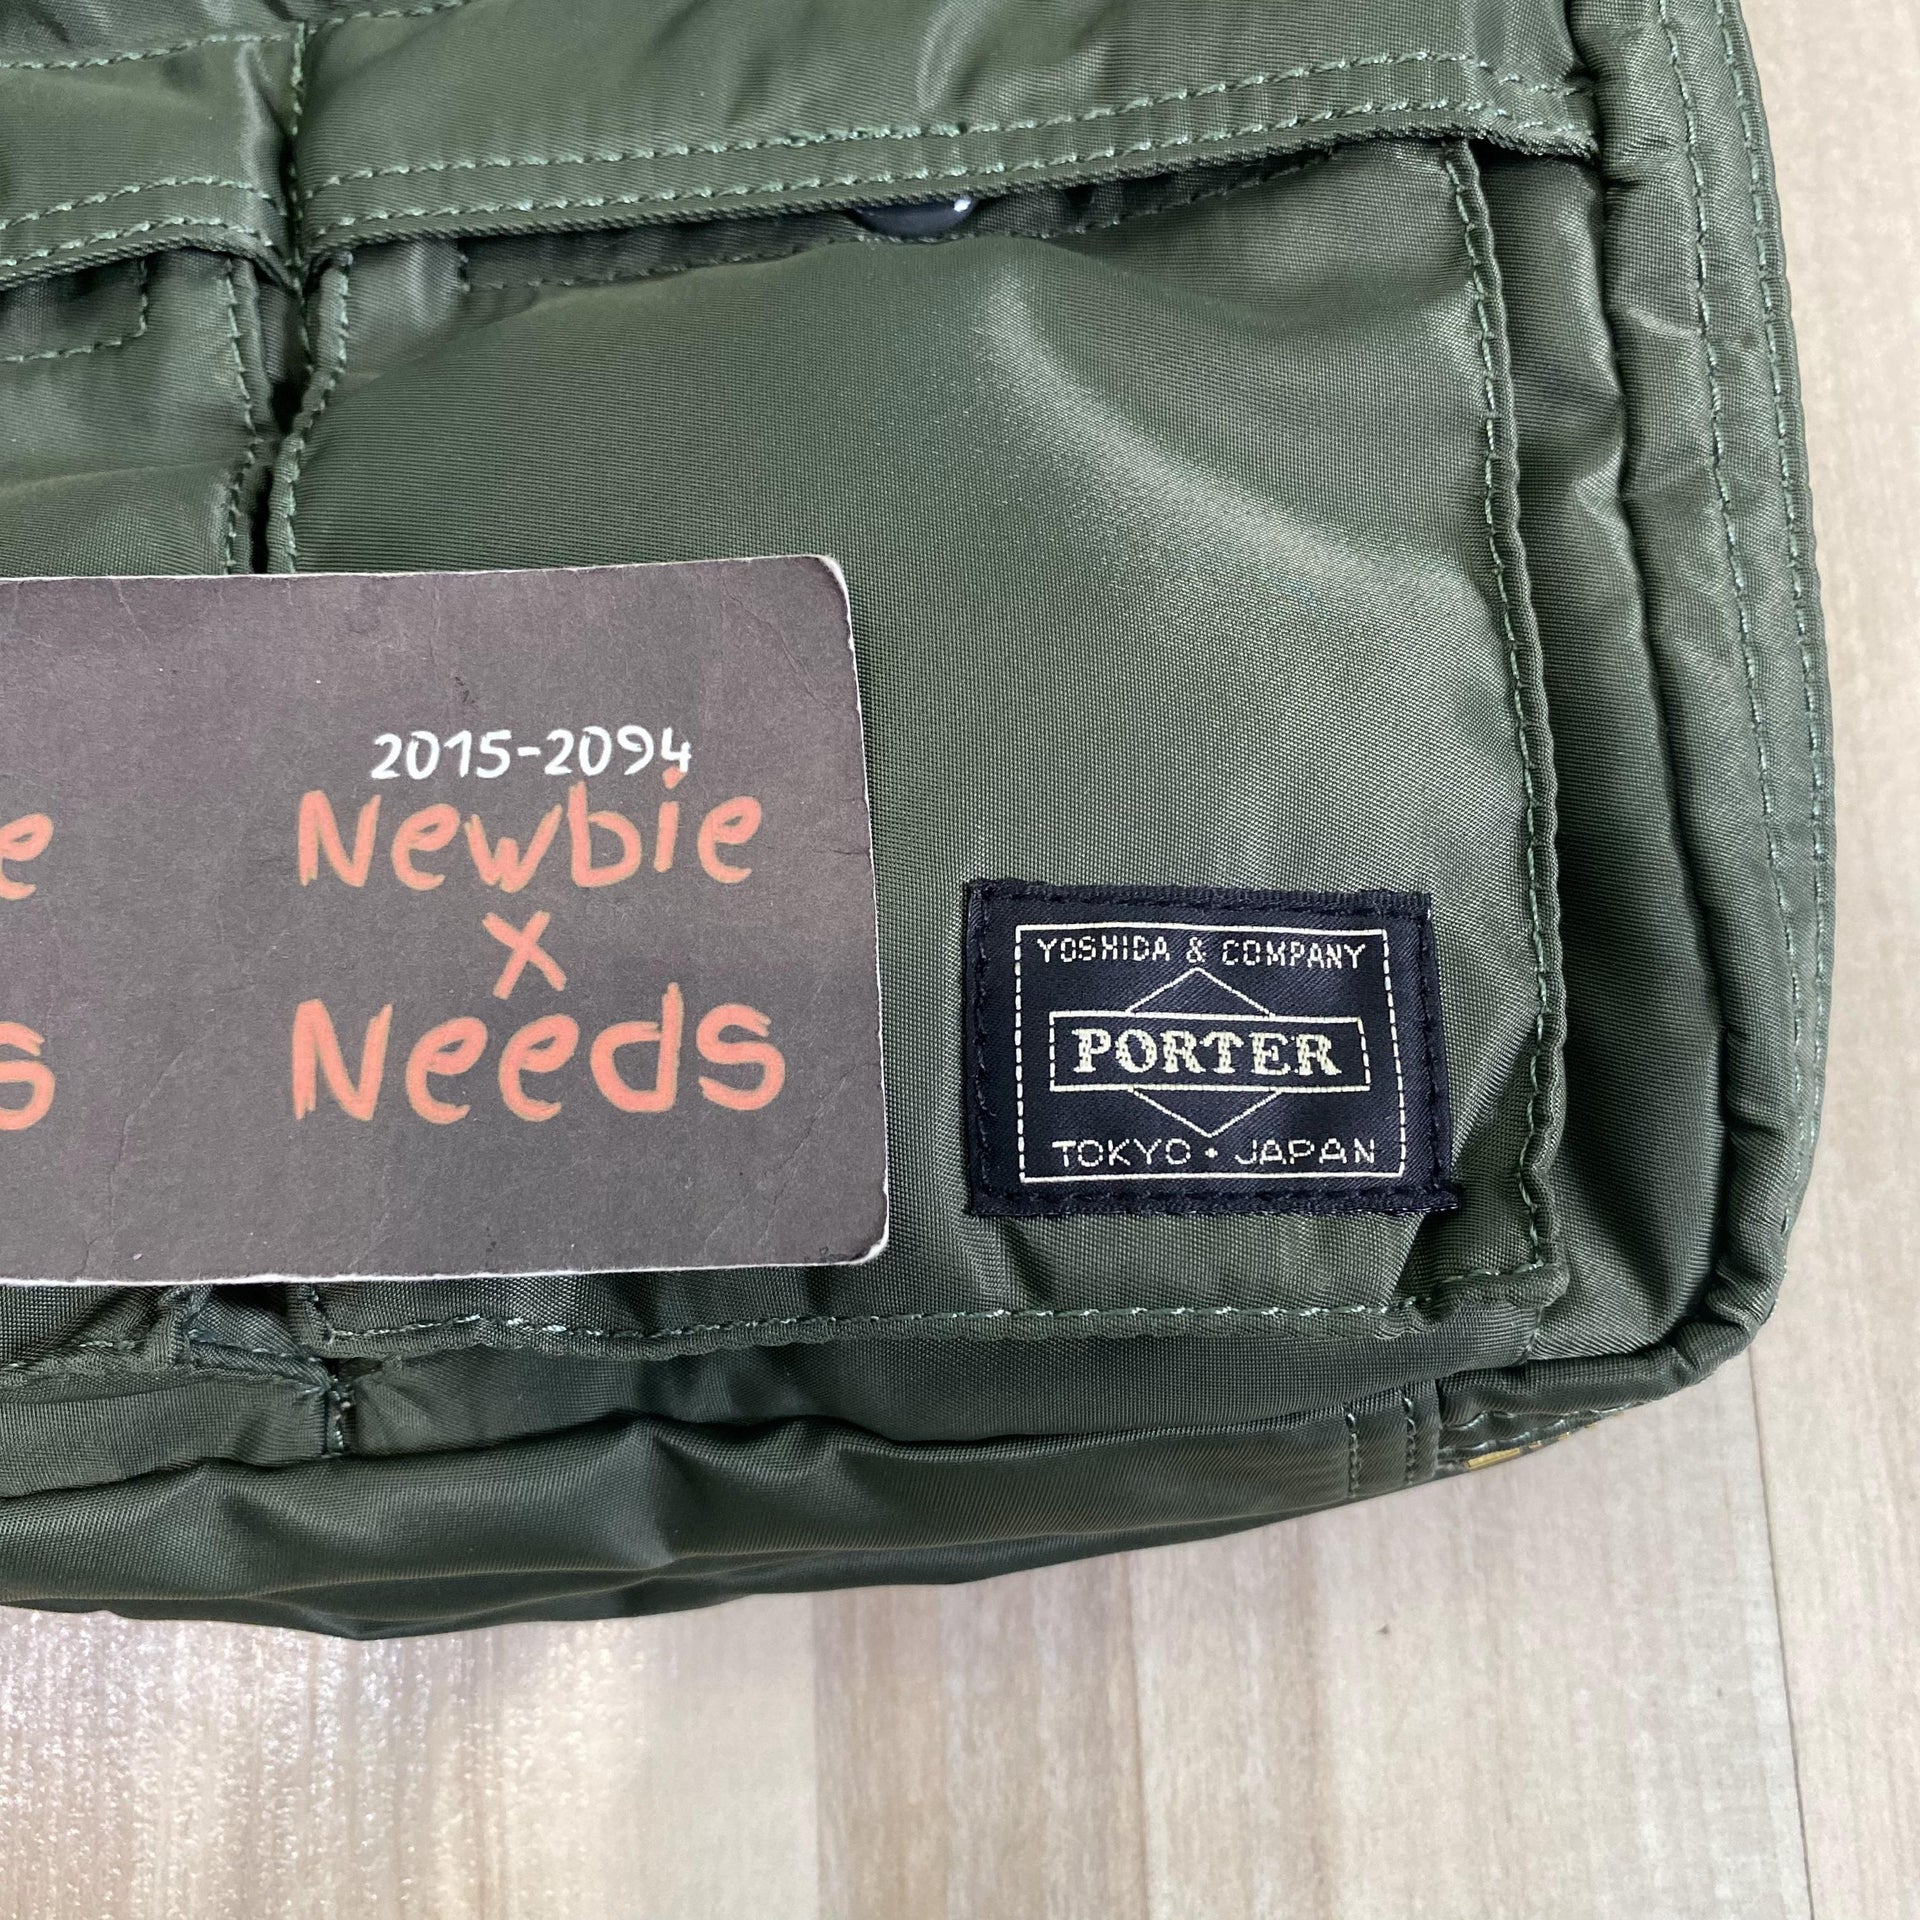 2015-2094
Newbie
x
Needs
e
s
YOSHIDA & COMPANY
PORTER
TOKYO · JAPAN